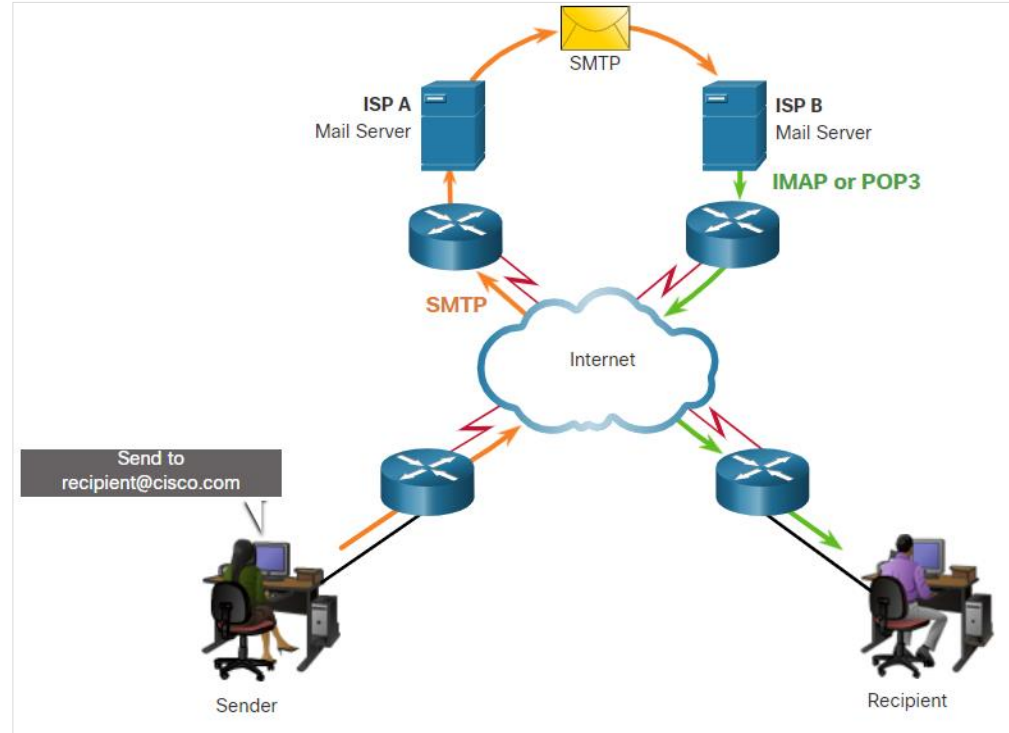 SMTP
ISP A
Mail Server
ISP B
Mail Server
IMAP or POP3
SMTP
Internet
Send to
recipient@cisco.com
Sender
Recipient